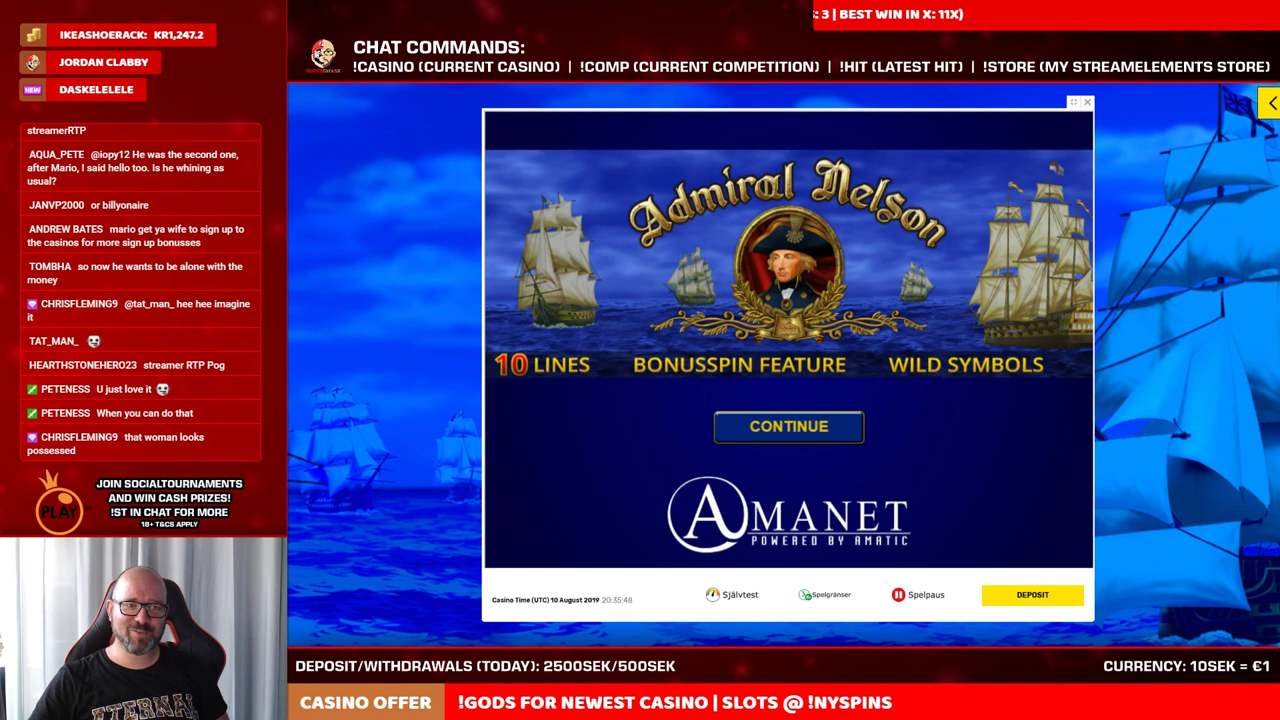 IKEASHOERACK: KR1,247.2
JORDAN CLABBY
NEW DASKELELELE
streamerRTP
AQUA_PETE @iopy12 He was the second one,
after Mario, I said hello too. Is he whining as
usual?
JANVP2000 or billyonaire
ANDREW BATES mario get ya wife to sign up to
the casinos for more sign up bonusses
TOMBHA so now he wants to be alone with the
money
CHRISFLEMING9 @tat_man_ hee hee imagine
it
TAT_MAN_
HEARTHSTONEHERO23 streamer RTP Pog
PETENESS U just love it
PETENESS When you can do that
CHRISFLEMING9 that woman looks
possessed
PLAY
JOIN SOCIALTOURNAMENTS
AND WIN CASH PRIZES!
!ST IN CHAT FOR MORE
18+ T&CS APPLY
: 3 | BEST WIN IN X: 11X)
CHAT COMMANDS:
!CASINO (CURRENT CASINO) | !COMP (CURRENT COMPETITION) | !HIT (LATEST HIT) | !STORE (MY STREAMELEMENTS STORE)
Admiral Nelson
10 LINES BONUSSPIN FEATURE WILD SYMBOLS
CONTINUE
AMANET
POWERED BY AMATIC
Casino Time (UTC) 10 August 2019 20:35:48
Självtest
Spelgränser
Spelpaus
DEPOSIT
DEPOSIT/WITHDRAWALS (TODAY): 2500SEK/500SEK
CURRENCY: 10SEK = €1
CASINO OFFER
!GODS FOR NEWEST CASINO | SLOTS @ !NYSPINS